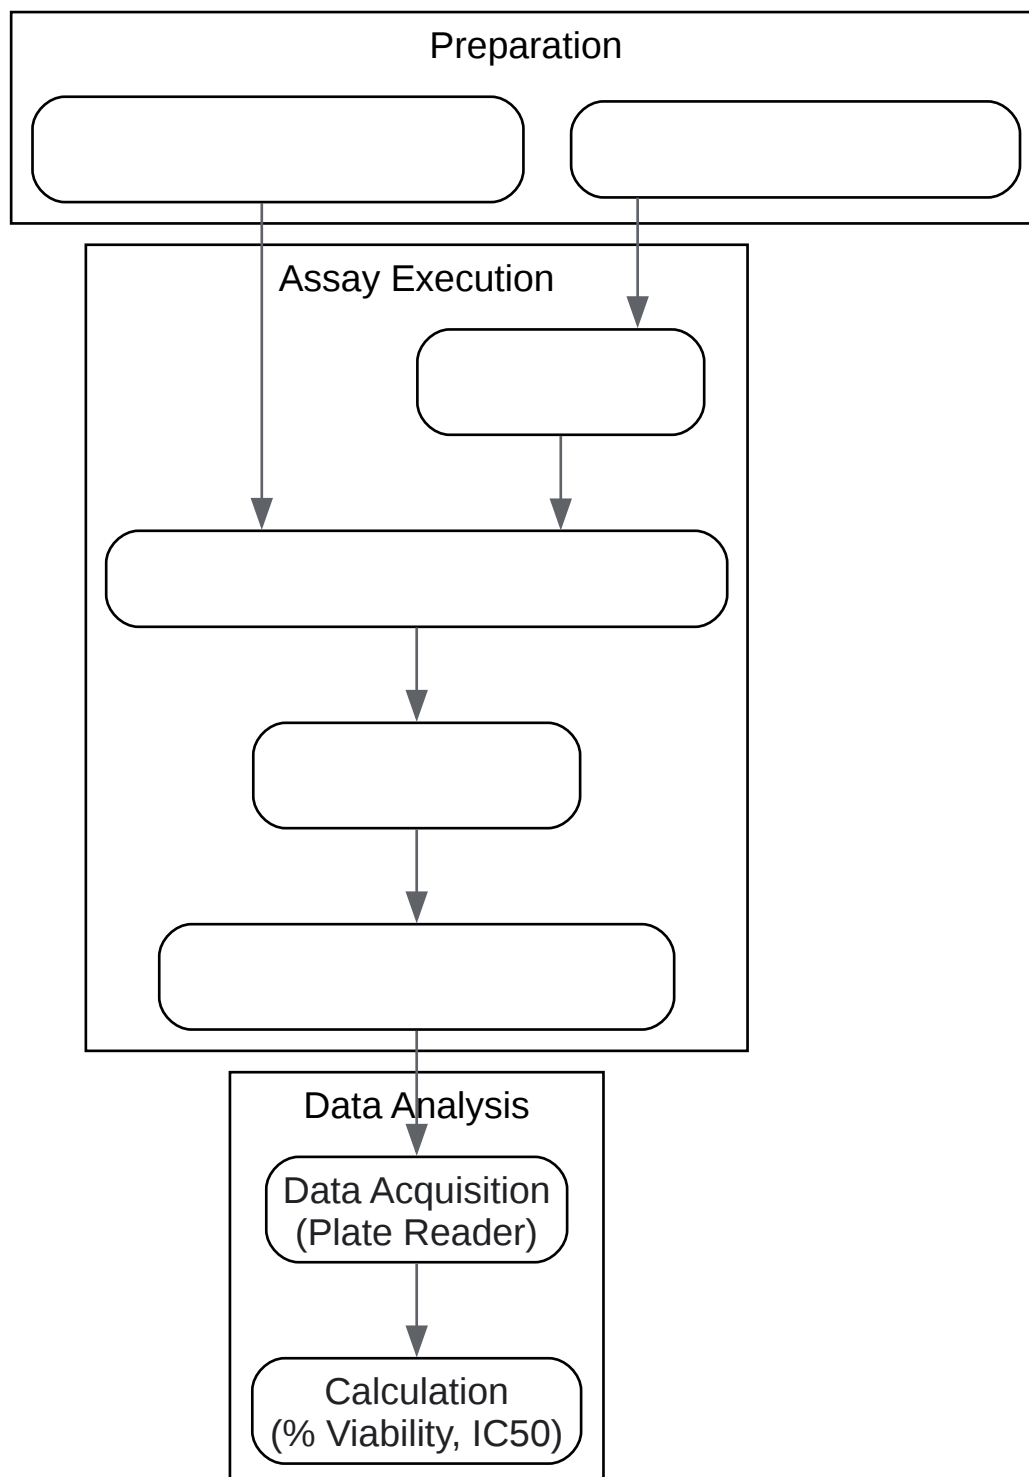 Preparation
Assay Execution
Data Analysis
Data Acquisition
(Plate Reader)
Calculation
(% Viability, IC50)